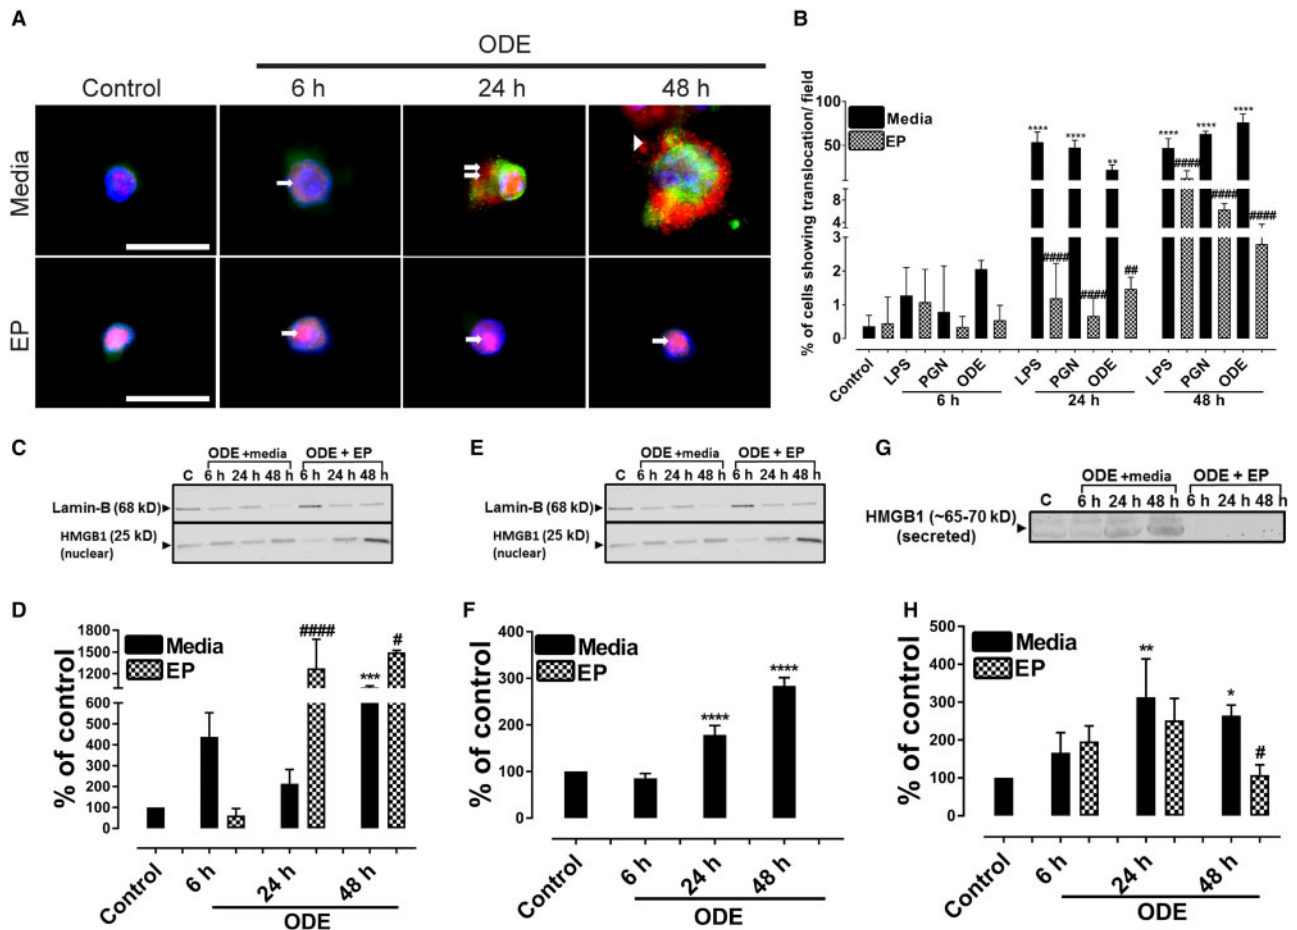 A
ODE
Control 6 h 24 h 48 h
Media
EP
B
% of cells showing translocation/ field
100
50
8
4
3
2
1
0
Media
EP
**** **** ** **** **** ****
#### #### ## #### #### ####
Control LPS PGN ODE LPS PGN ODE LPS PGN ODE
6 h 24 h 48 h
C
ODE +media ODE + EP
C 6 h 24 h 48 h 6 h 24 h 48 h
Lamin-B (68 kD)
HMGB1 (25 kD)
(nuclear)
E
ODE +media ODE + EP
C 6 h 24 h 48 h 6 h 24 h 48 h
Lamin-B (68 kD)
HMGB1 (25 kD)
(nuclear)
G
ODE +media ODE + EP
C 6 h 24 h 48 h 6 h 24 h 48 h
HMGB1 (~65-70 kD)
(secreted)
D
% of control
1800
1500
1200
600
500
400
300
200
100
0
Media
EP
#### *** #
Control 6 h 24 h 48 h
ODE
F
% of control
400
300
200
100
0
Media
EP
**** ****
Control 6 h 24 h 48 h
ODE
H
% of control
500
400
300
200
100
0
Media
EP
** * #
Control 6 h 24 h 48 h
ODE